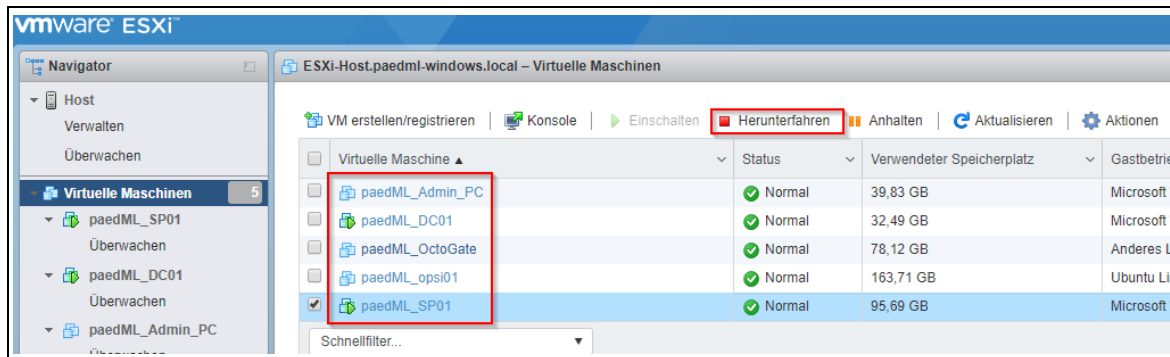 vmware ESXi™
Navigator
ESXi-Host.paedml-windows.local – Virtuelle Maschinen
Host
Verwalten
Überwachen
VM erstellen/registrieren | Konsole | Einschalten Herunterfahren Anhalten | Aktualisieren | Aktionen
Virtuelle Maschinen 5
paedML_SP01
Überwachen
paedML_DC01
Überwachen
paedML_Admin_PC
Virtuelle Maschine ▲ Status Verwendeter Speicherplatz
paedML_Admin_PC Normal 39,83 GB Microsoft
paedML_DC01 Normal 32,49 GB Microsoft
paedML_OctoGate Normal 78,12 GB Anderes
paedML_opsi01 Normal 163,71 GB Ubuntu
paedML_SP01 Normal 95,69 GB Microsoft
Schnellfilter...